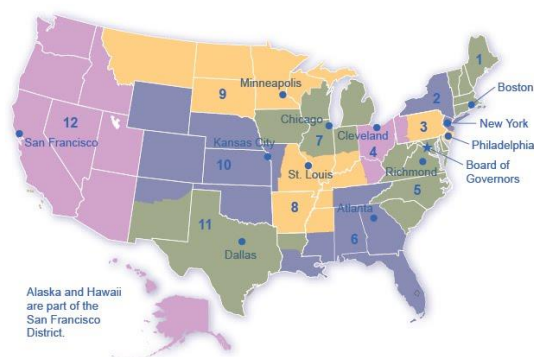 1
2
9
Minneapolis
Boston
12
Chicago
3
New York
San Francisco
Kansas City
7
Cleveland
4
Philadelphia
10
St. Louis
Richmond
Board of
Governors
8
5
11
Atlanta
6
Dallas
Alaska and Hawaii
are part of the
San Francisco
District.